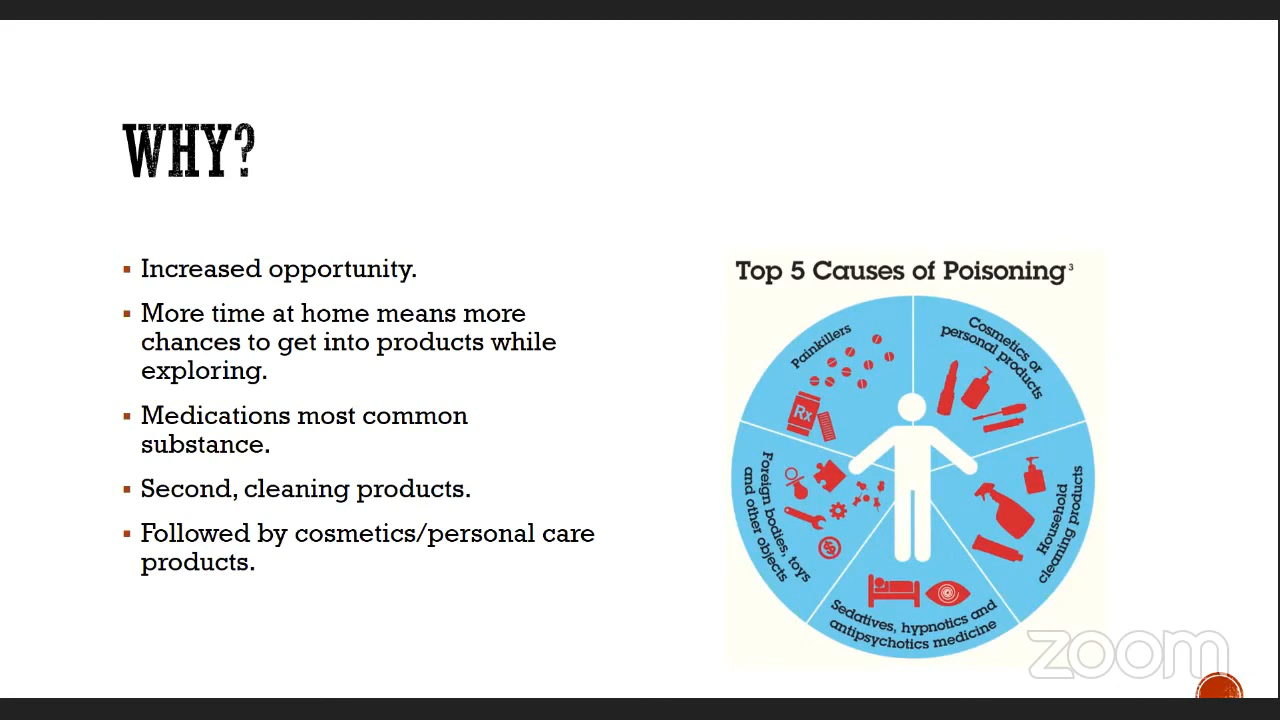 WHY?
Increased opportunity.
More time at home means more
chances to get into products while
exploring.
Medications most common
substance.
Second, cleaning products.
Followed by cosmetics/personal care
products.
Top 5 Causes of Poisoning³
Painkillers
Rx
Cosmetics or
personal products
Foreign bodies, toys
and other objects
$
Household
cleaning products
Sedatives, hypnotics and
antipsychotics medicine
zoom